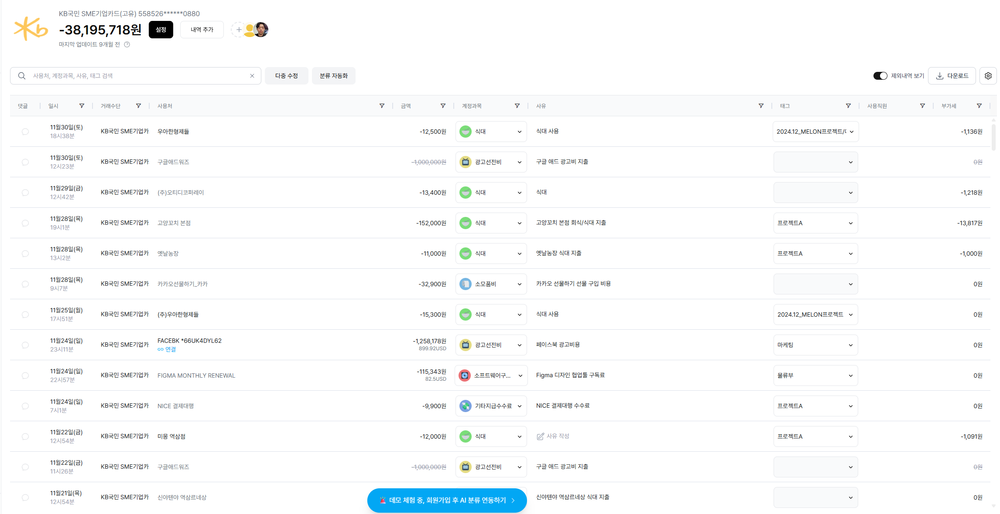 KB국민 SME기업카드(고유) 558526******0880
-38,195,718원 설정 내역 추가
마지막 업데이트 9개월 전
사용처, 계정과목, 사유, 태그 검색 다중 수정 분류 자동화 제외내역 보기 다운로드
댓글 일시 거래수단 사용처 금액 계정과목 사유 태그 사용직원 부가세
11월30일(토)
18시38분 KB국민 SME기업카 우아한형제들 -12,500원 식대 식대 사용 2024.12_MELON프로젝트/ -1,136원
11월30일(토)
12시23분 KB국민 SME기업카 구글애드워즈 -1,000,000원 광고선전비 구글 애드 광고비 지출 0원
11월29일(금)
12시42분 KB국민 SME기업카 (주)오티디코퍼레이 -13,400원 식대 식대 -1,218원
11월28일(목)
19시1분 KB국민 SME기업카 고양꼬치 본점 -152,000원 식대 고양꼬치 본점 회식/식대 지출 프로젝트A -13,817원
11월28일(목)
13시2분 KB국민 SME기업카 옛날농장 -11,000원 식대 옛날농장 식대 지출 프로젝트A -1,000원
11월28일(목)
9시7분 KB국민 SME기업카 카카오선물하기_카카 -32,900원 소모품비 카카오 선물하기 선물 구입 비용 0원
11월25일(월)
17시51분 KB국민 SME기업카 (주)우아한형제들 -15,300원 식대 식대 사용 2024.12_MELON프로젝트 0원
11월24일(일) FACEBK *66UK4DYL62 -1,258,178원
23시11분 KB국민 SME기업카 연결 899.92USD 광고선전비 페이스북 광고비용 마케팅 0원
11월24일(일) -115,343원
22시57분 KB국민 SME기업카 FIGMA MONTHLY RENEWAL 82.5USD 소프트웨어구... Figma 디자인 협업툴 구독료 물류부 0원
11월24일(일)
7시1분 KB국민 SME기업카 NICE 결제대행 -9,900원 기타지급수수료 NICE 결제대행 수수료 프로젝트A 0원
11월22일(금)
12시54분 KB국민 SME기업카 미몽 역삼점 -12,000원 식대 사유 작성 프로젝트A -1,091원
11월22일(금)
11시26분 KB국민 SME기업카 구글애드워즈 -1,000,000원 광고선전비 구글 애드 광고비 지출 0원
11월21일(목)
12시54분 KB국민 SME기업카 신야텐야 역삼르네상 신야텐야 역삼르네상 식대 지출 0원
데모 체험 중, 회원가입 후 AI 분류 연동하기